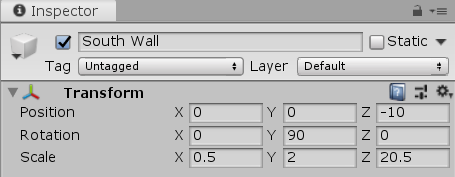 Inspector
South Wall Static
Tag Untagged Layer Default
Transform
Position X 0 Y 0 Z -10
Rotation X 0 Y 90 Z 0
Scale X 0.5 Y 2 Z 20.5